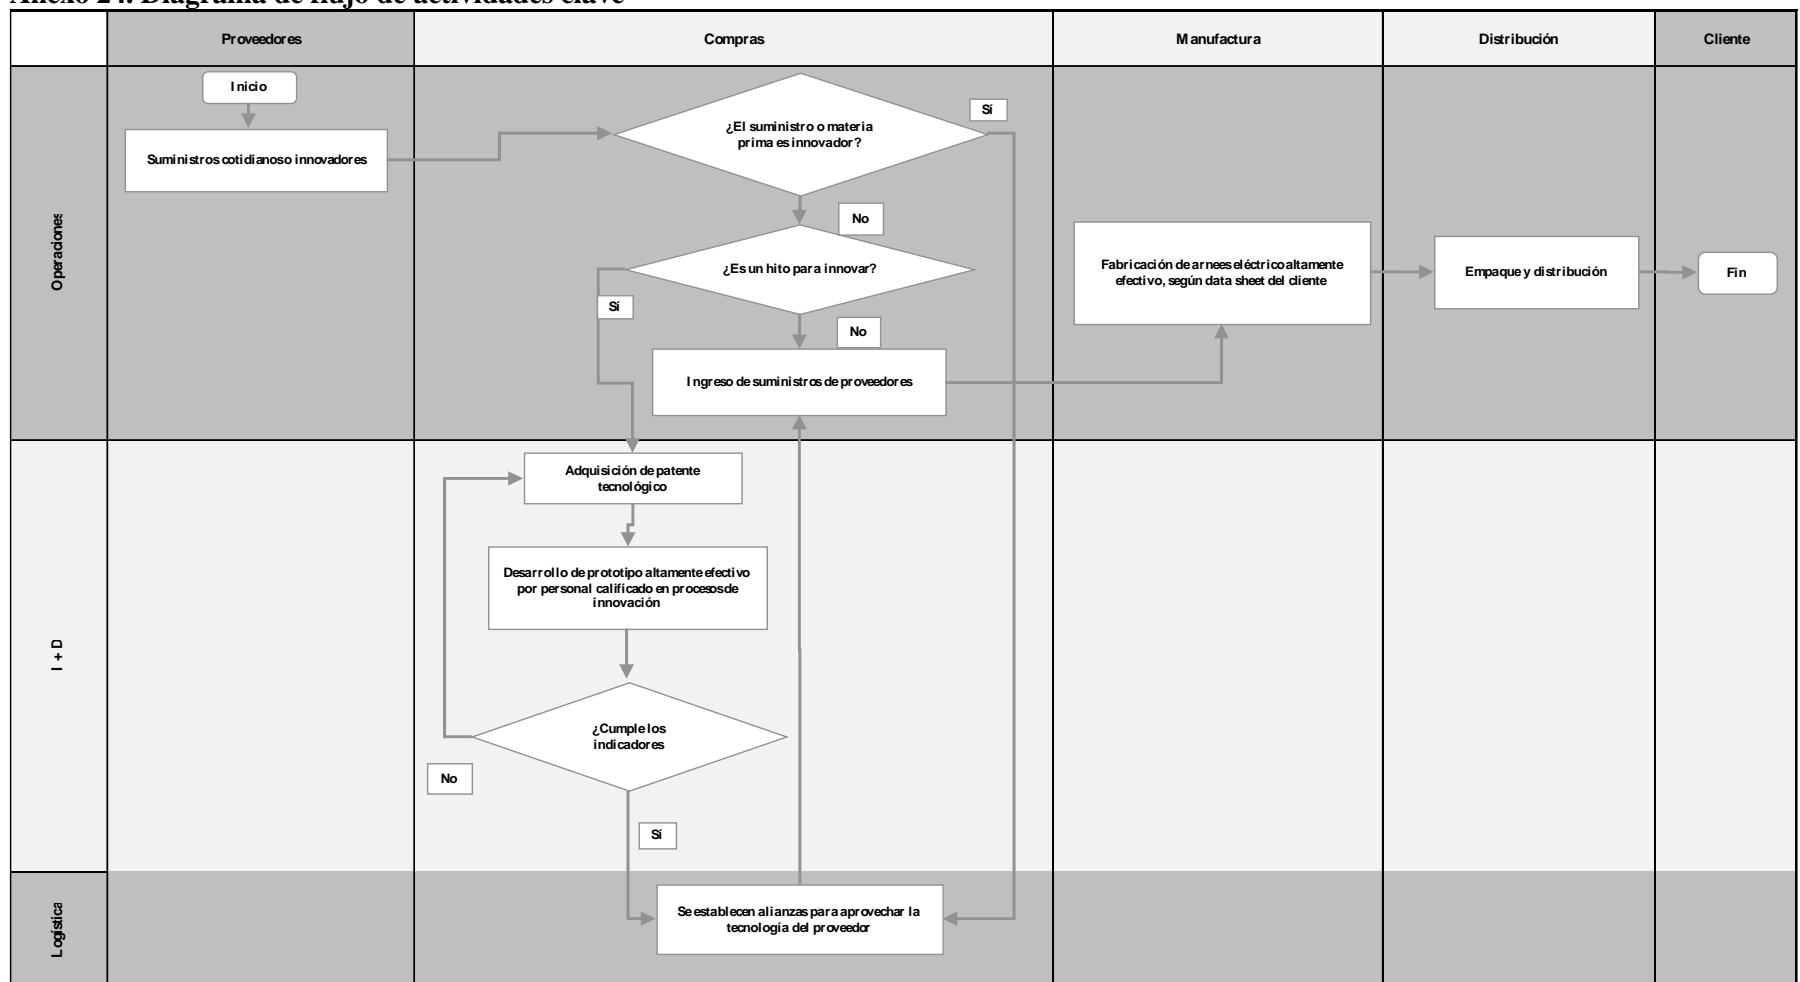 Anexo 24. Diagrama de flujo de actividades clave
Proveedores
Compras
Manufactura
Distribución
Cliente
Operaciones
Inicio
Suministros cotidianos o innovadores
¿El suministro o materia
prima es innovador?
Sí
No
¿Es un hito para innovar?
Sí
No
Ingreso de suministros de proveedores
Fabricación de arnees eléctrico altamente
efectivo, según data sheet del cliente
Empaque y distribución
Fin
I + D
Adquisición de patente
tecnológico
Desarrollo de prototipo altamente efectivo
por personal calificado en procesos de
innovación
¿Cumple los
indicadores
No
Sí
Logística
Se establecen alianzas para aprovechar la
tecnología del proveedor